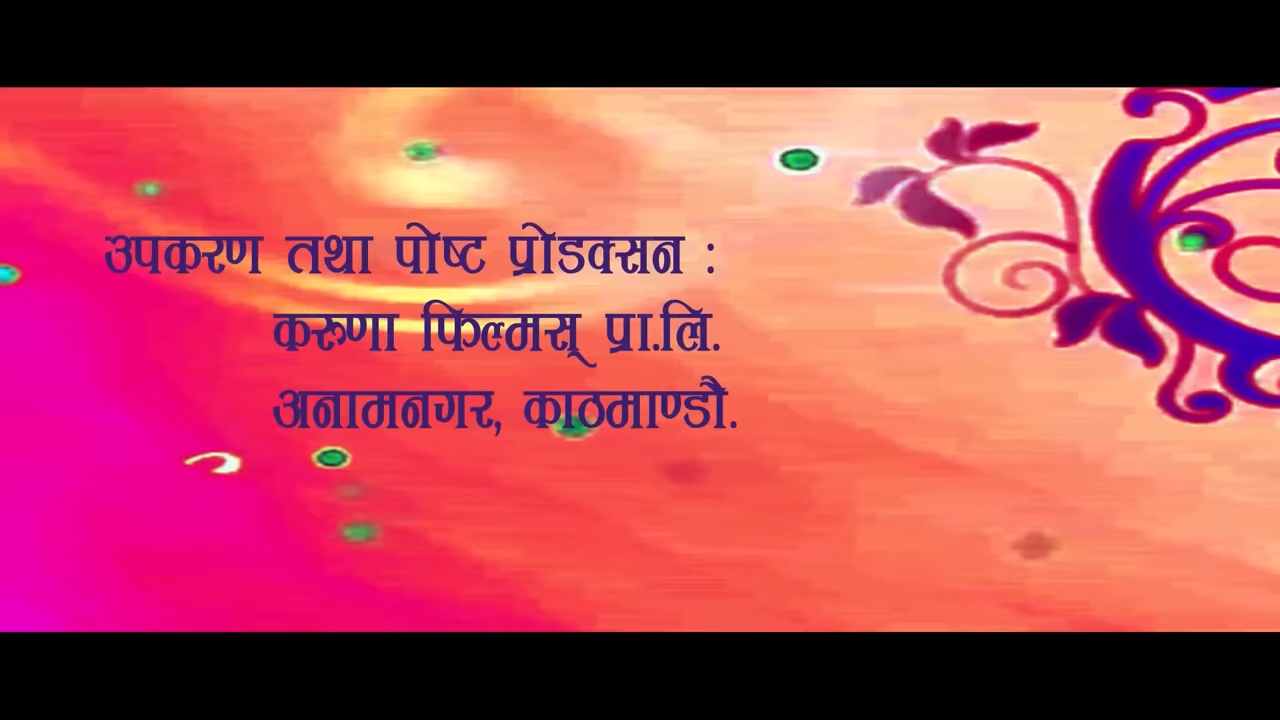 उपकरण तथा पोष्ट प्रोडक्सन :
करुणा फिल्मस् प्रा.लि.
अनामनगर, काठमाण्डौ.